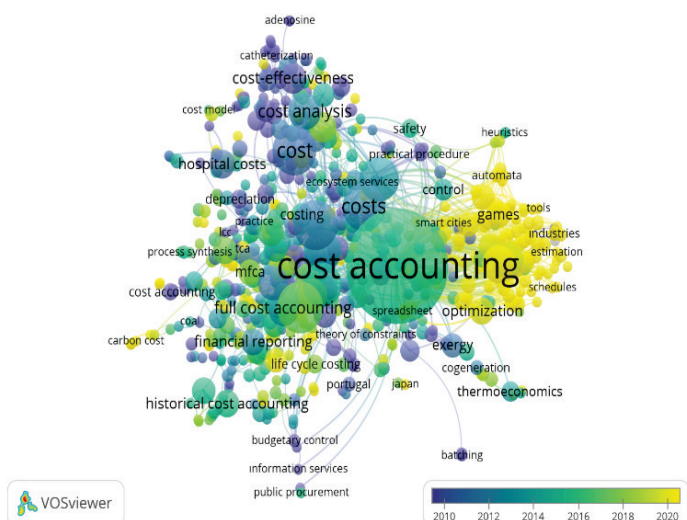 adenosine
catheterization
cost-effectiveness
cost model
cost analysis
safety
heuristics
cost
practical procedure
hospital costs
automata
ecosystem services
control
depreciation
costs
tools
practice
costing
smart cities
games
lcc
industries
process synthesis
tca
estimation
mfca
cost accounting
cost accounting
schedules
full cost accounting
spreadsheet
optimization
coal
carbon cost
financial reporting
theory of constraints
exergy
life cycle costing
cogeneration
portugal
japan
thermoeconomics
historical cost accounting
budgetary control
batching
information services
public procurement
VOSviewer
2010 2012 2014 2016 2018 2020